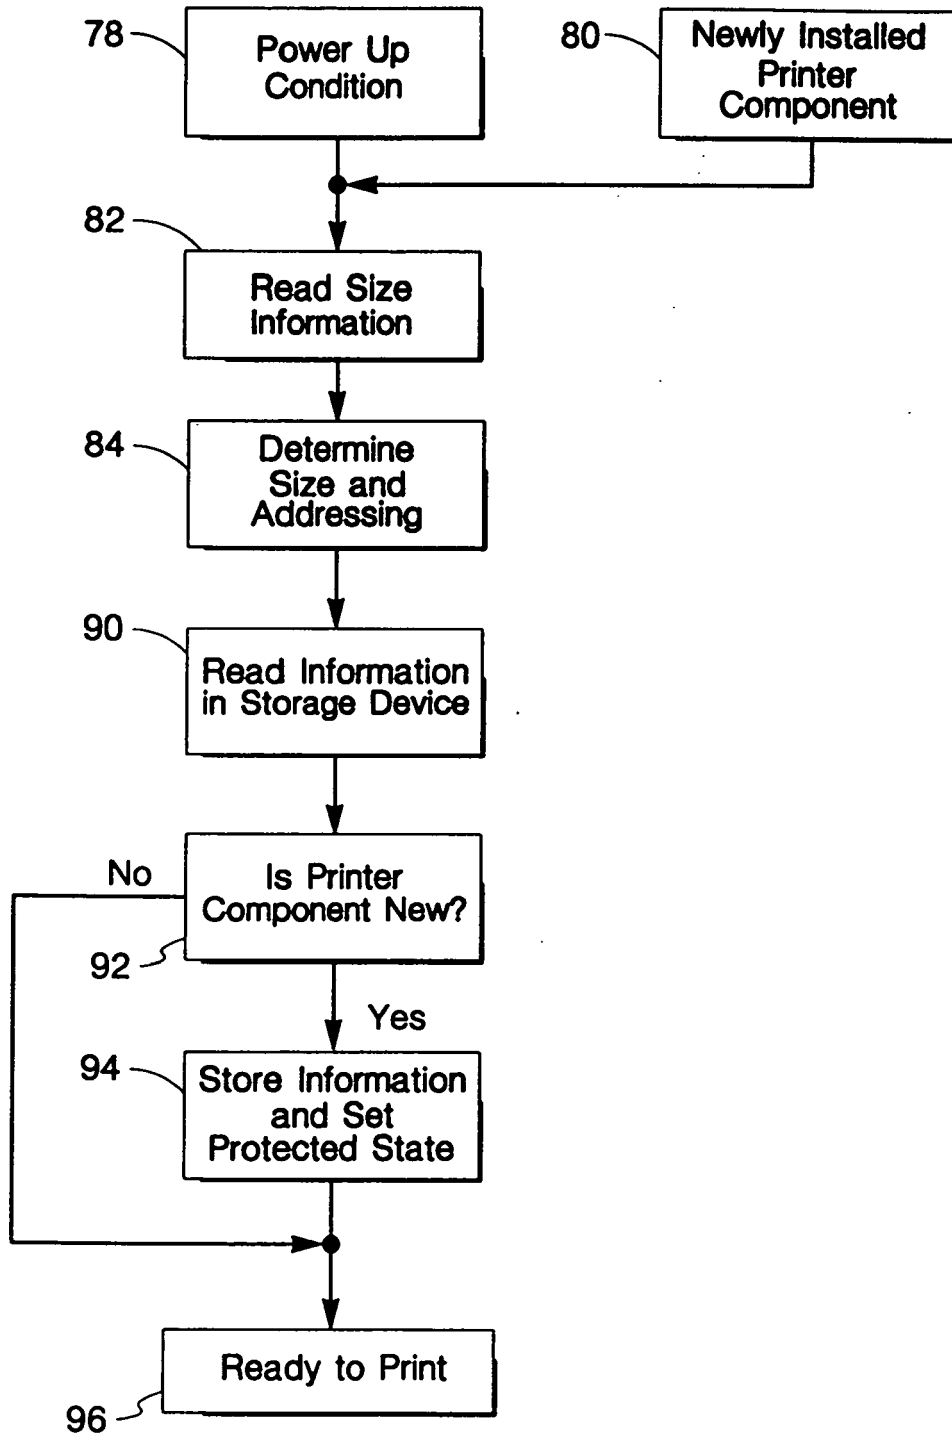 78
Power Up
Condition
80
Newly Installed
Printer
Component
82
Read Size
Information
84
Determine
Size and
Addressing
90
Read Information
in Storage Device
No
Is Printer
Component New?
92
Yes
94
Store Information
and Set
Protected State
Ready to Print
96